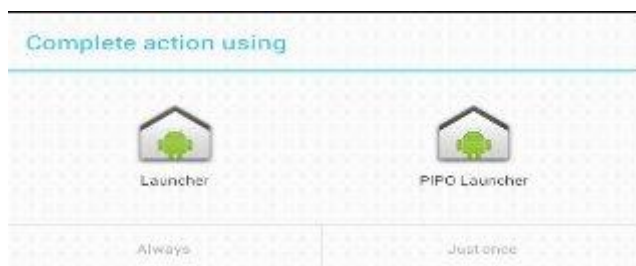 Complete action using
Launcher PIPO Launcher
Always Just once